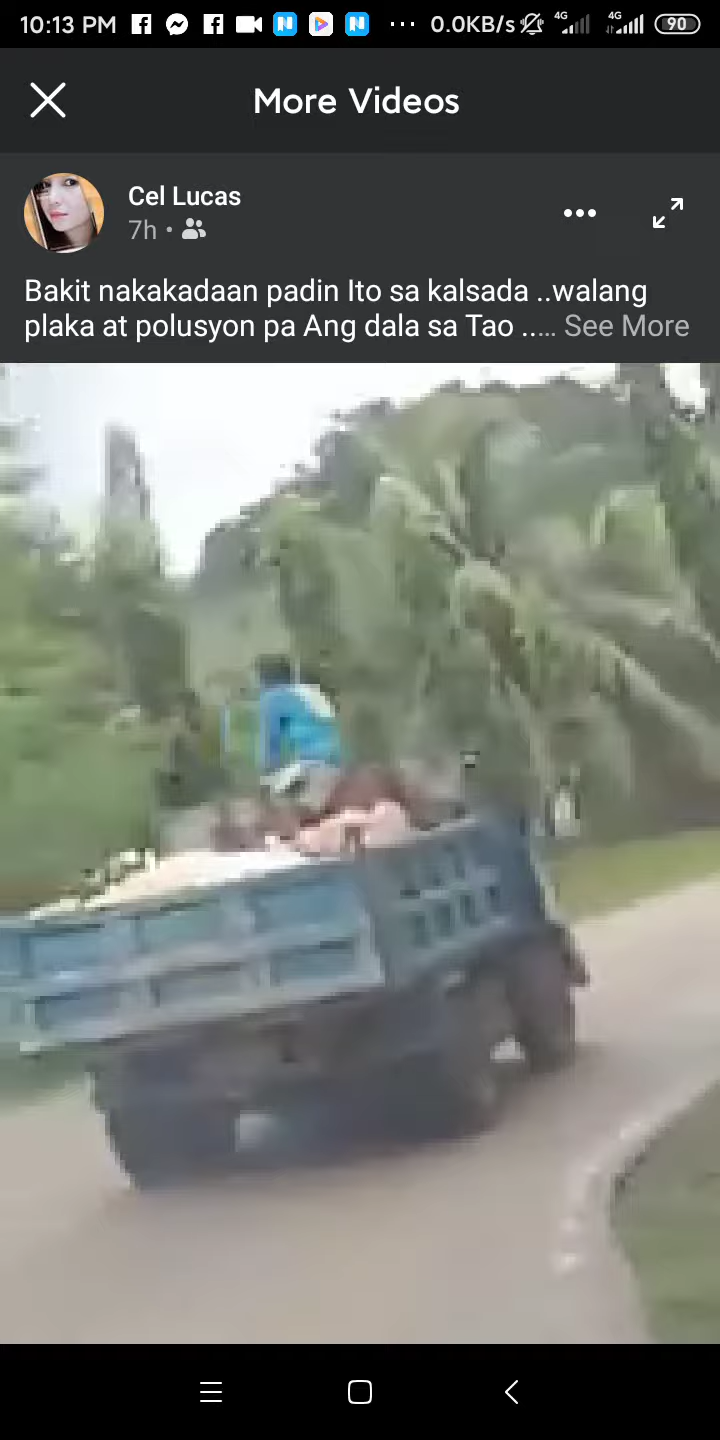 10:13 PM
0.0KB/s
4G
4G
90
More Videos
Cel Lucas
7h
Bakit nakakadaan padin Ito sa kalsada ..walang
plaka at polusyon pa Ang dala sa Tao ..... See More